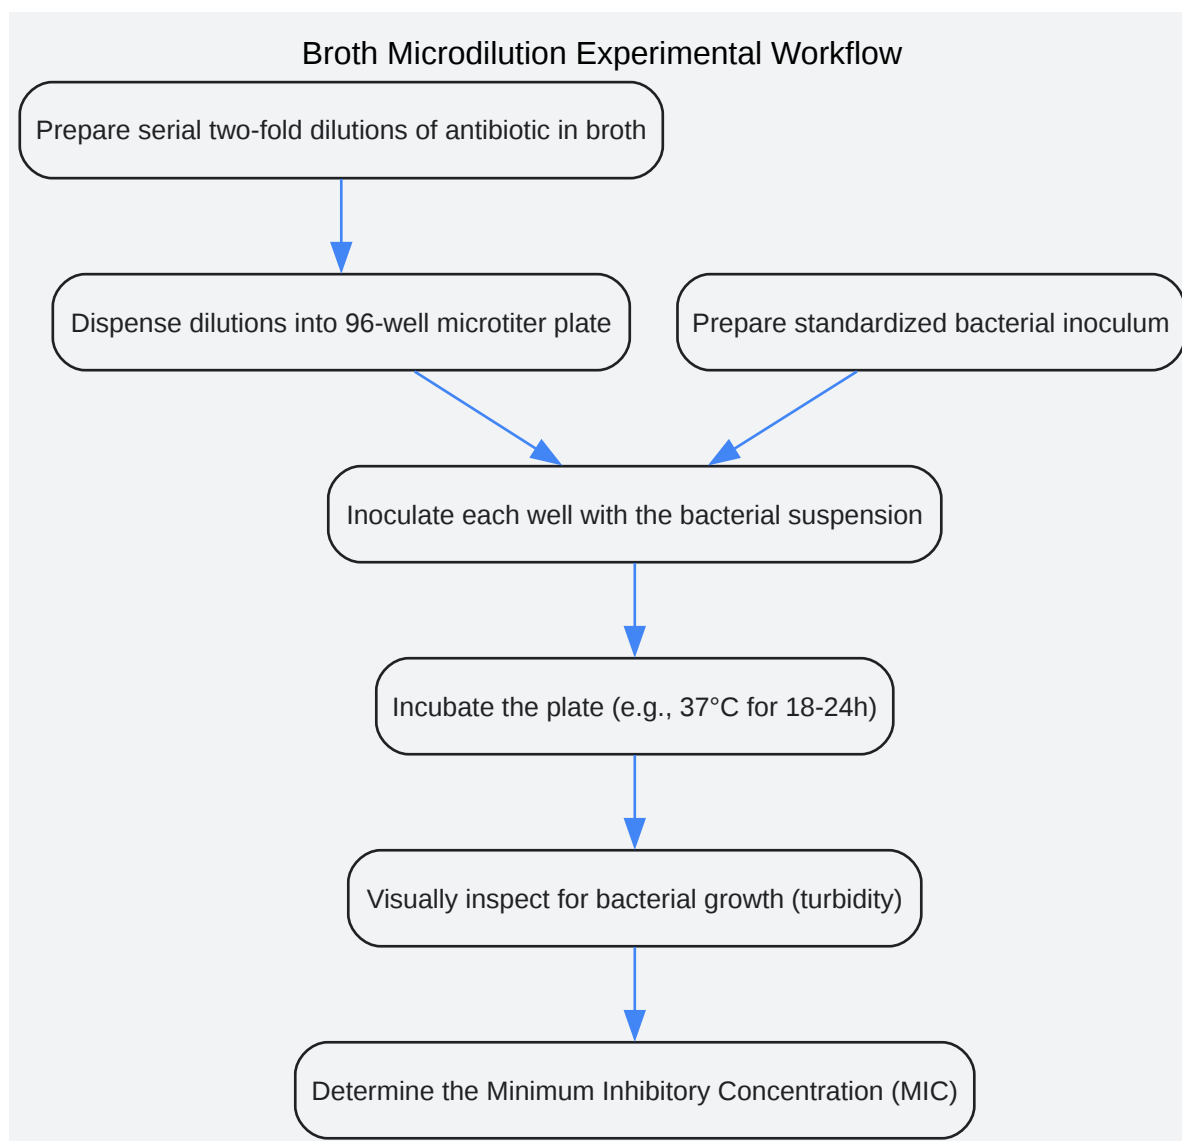 Broth Microdilution Experimental Workflow
Prepare serial two-fold dilutions of antibiotic in broth
Dispense dilutions into 96-well microtiter plate
Prepare standardized bacterial inoculum
Inoculate each well with the bacterial suspension
Incubate the plate (e.g., 37°C for 18-24h)
Visually inspect for bacterial growth (turbidity)
Determine the Minimum Inhibitory Concentration (MIC)